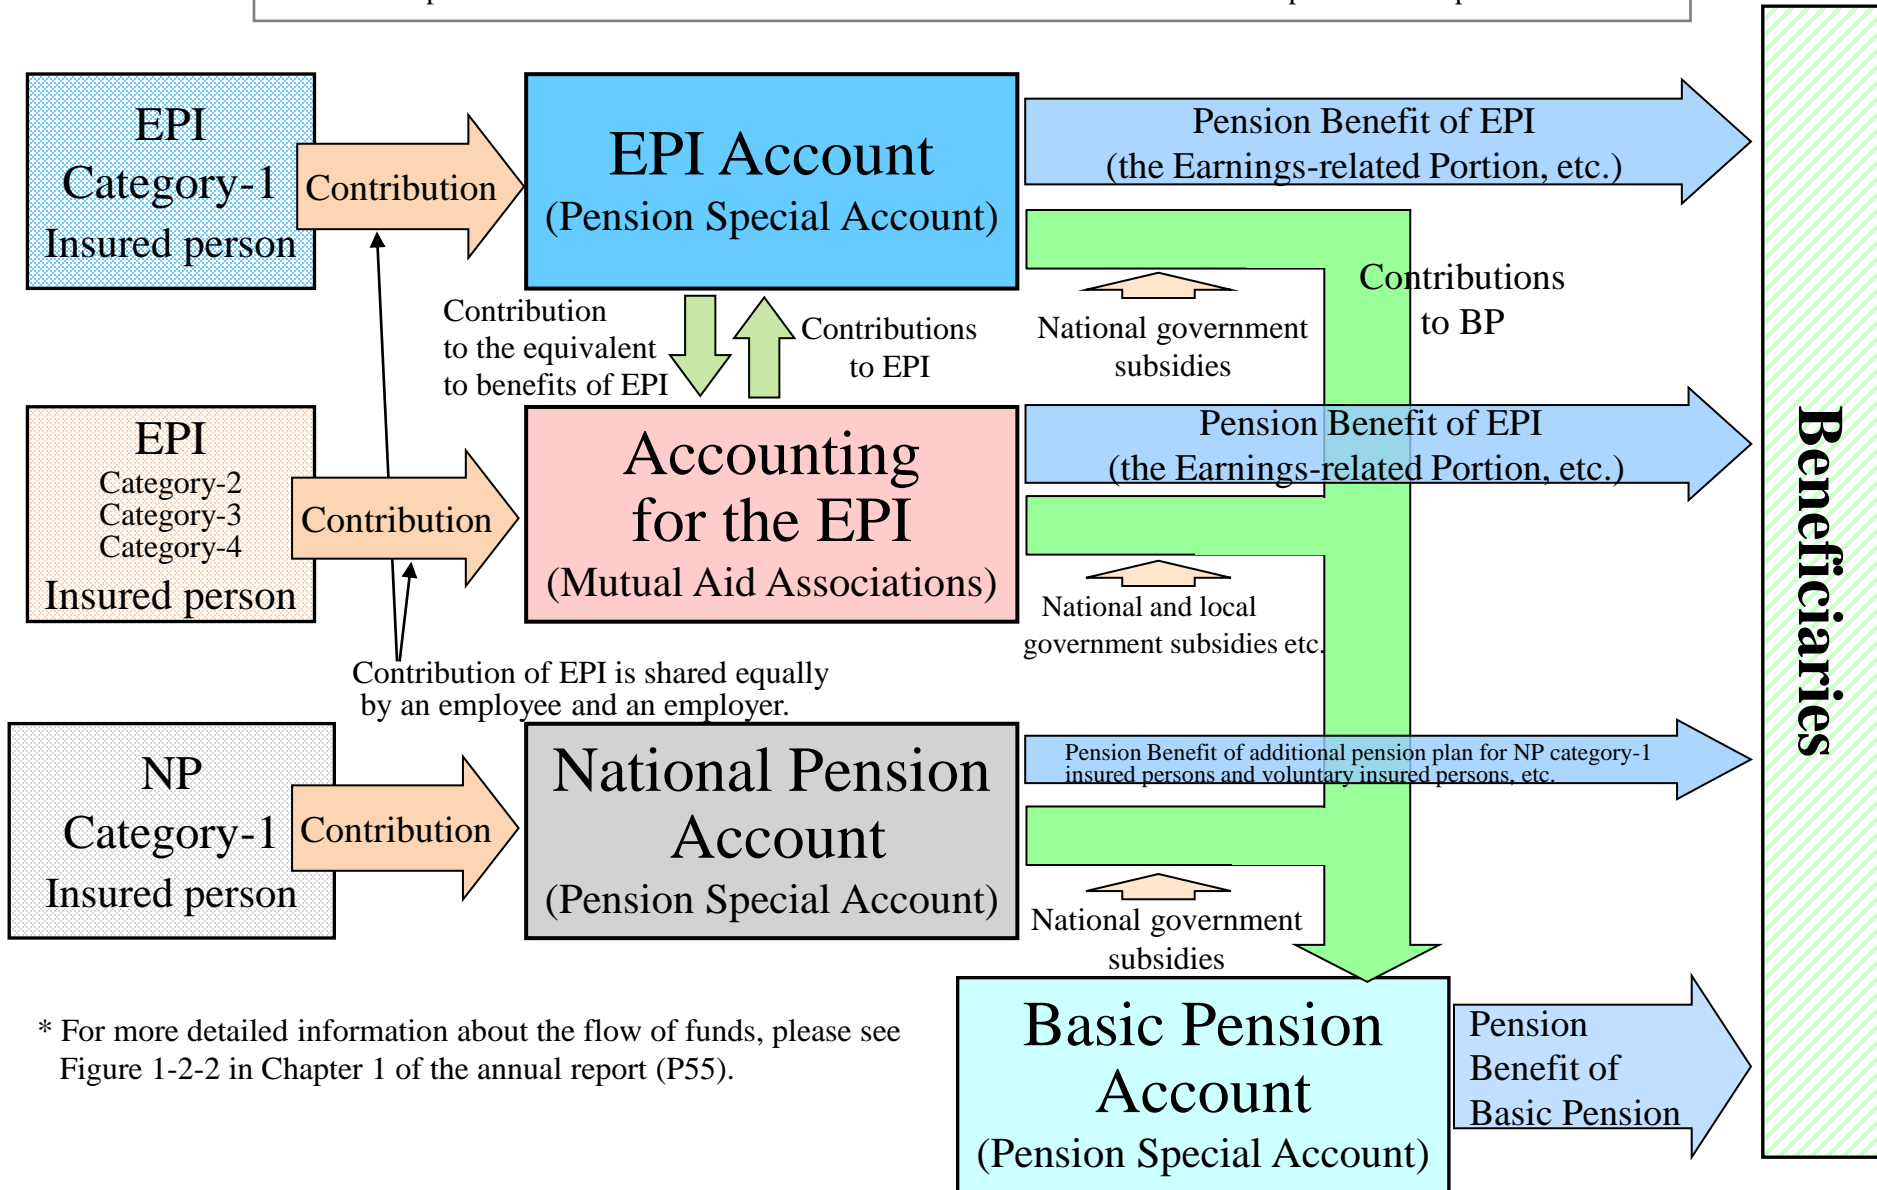 EPI
Category-1
Insured person
Contribution
EPI Account
(Pension Special Account)
Pension Benefit of EPI
(the Earnings-related Portion, etc.)
Contribution
to the equivalent
to benefits of EPI
Contributions
to EPI
National government
subsidies
Contributions
to BP
EPI
Category-2
Category-3
Category-4
Insured person
Contribution
Accounting
for the EPI
(Mutual Aid Associations)
Pension Benefit of EPI
(the Earnings-related Portion, etc.)
National and local
government subsidies etc.
Contribution of EPI is shared equally
by an employee and an employer.
NP
Category-1
Insured person
Contribution
National Pension
Account
(Pension Special Account)
Pension Benefit of additional pension plan for NP category-1
insured persons and voluntary insured persons, etc.
National government
subsidies
Basic Pension
Account
(Pension Special Account)
Pension
Benefit of
Basic Pension
Beneficiaries
* For more detailed information about the flow of funds, please see
Figure 1-2-2 in Chapter 1 of the annual report (P55).